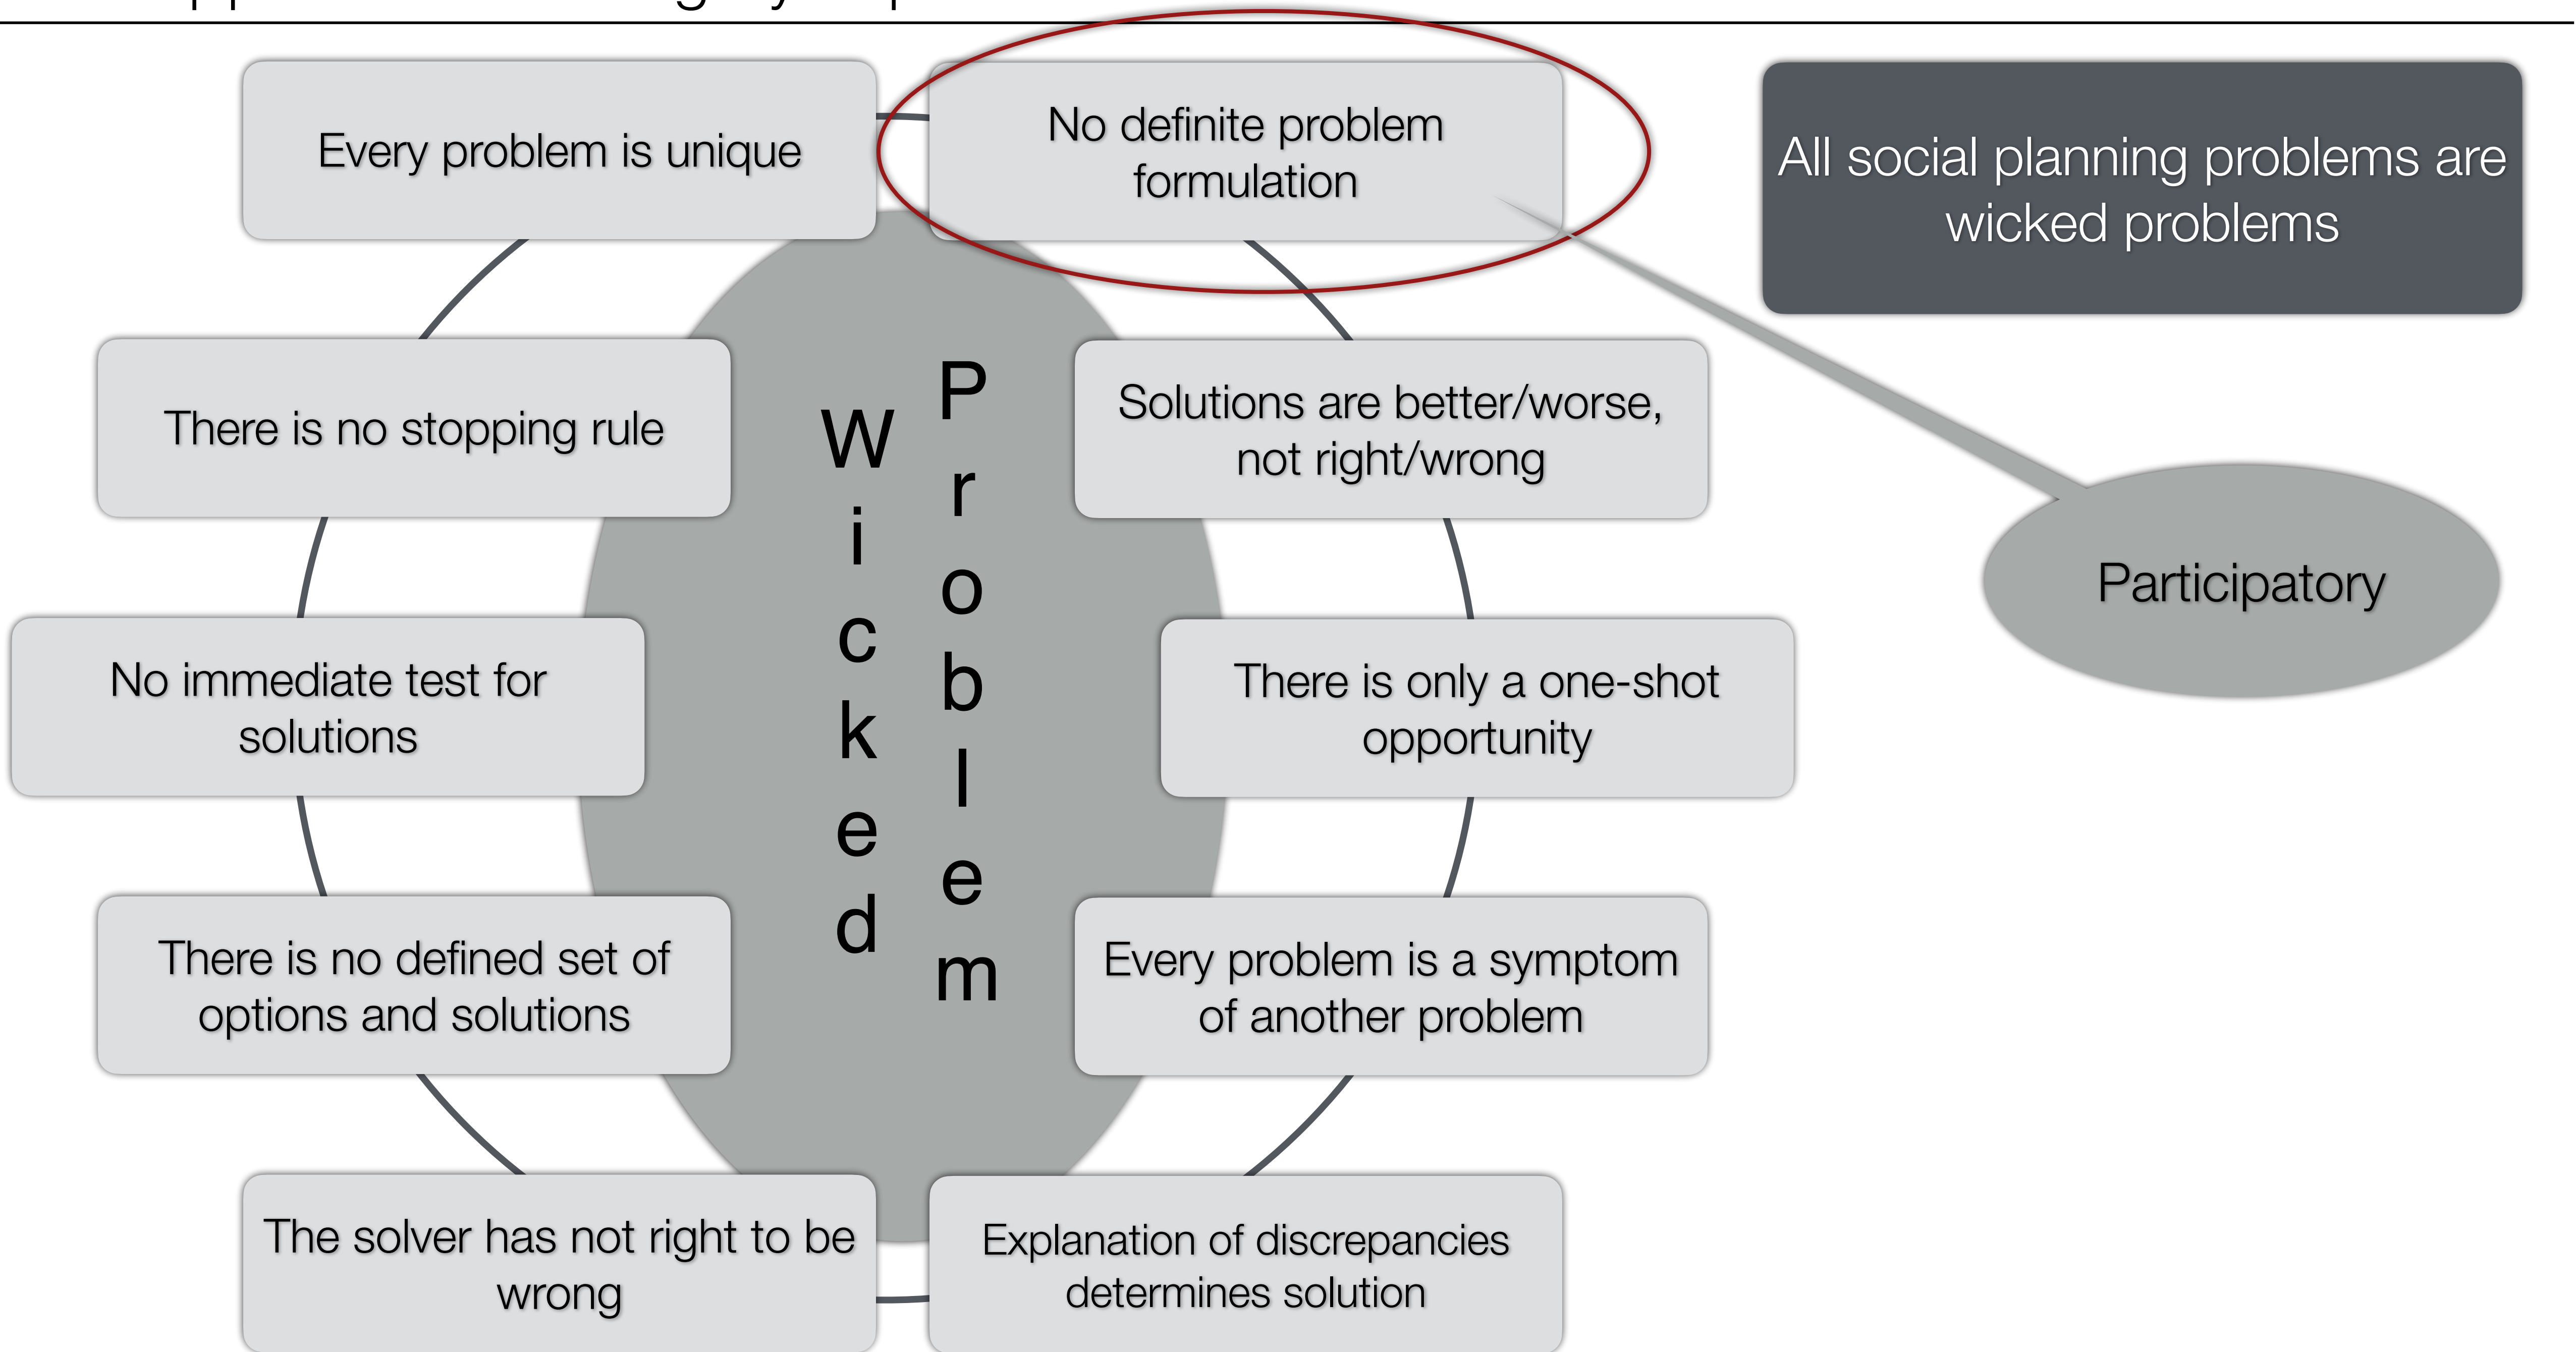 Every problem is unique
No definite problem
formulation
All social planning problems are
wicked problems
There is no stopping rule
Solutions are better/worse,
not right/wrong
Wicked
Problem
Participatory
No immediate test for
solutions
There is only a one-shot
opportunity
There is no defined set of
options and solutions
Every problem is a symptom
of another problem
The solver has not right to be
wrong
Explanation of discrepancies
determines solution